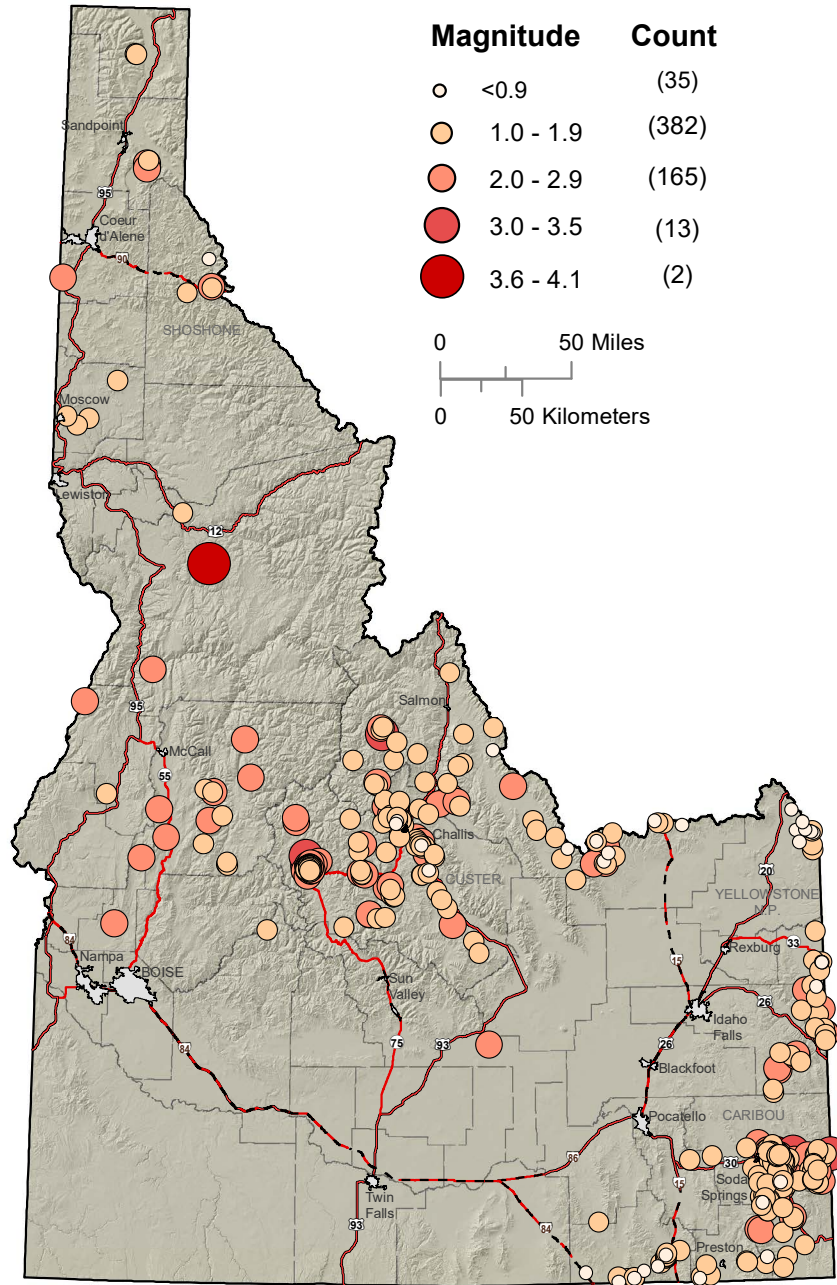 Magnitude Count
<0.9 (35)
1.0 - 1.9 (382)
2.0 - 2.9 (165)
3.0 - 3.5 (13)
3.6 - 4.1 (2)
0 50 Miles
0 50 Kilometers
Sandpoint
95
Coeur
d'Alene
90
SHOSHONE
Moscow
Lewiston
12
Salmon
95
McCall
55
Challis
CUSTER
20
YELLOWSTONE
N.P.
Rexburg
33
84
Nampa
BOISE
15
Sun
Valley
26
Idaho
Falls
84
75
93
26
Blackfoot
Pocatello
CARIBOU
86
30
Soda
Springs
15
Twin
Falls
93
84
Preston